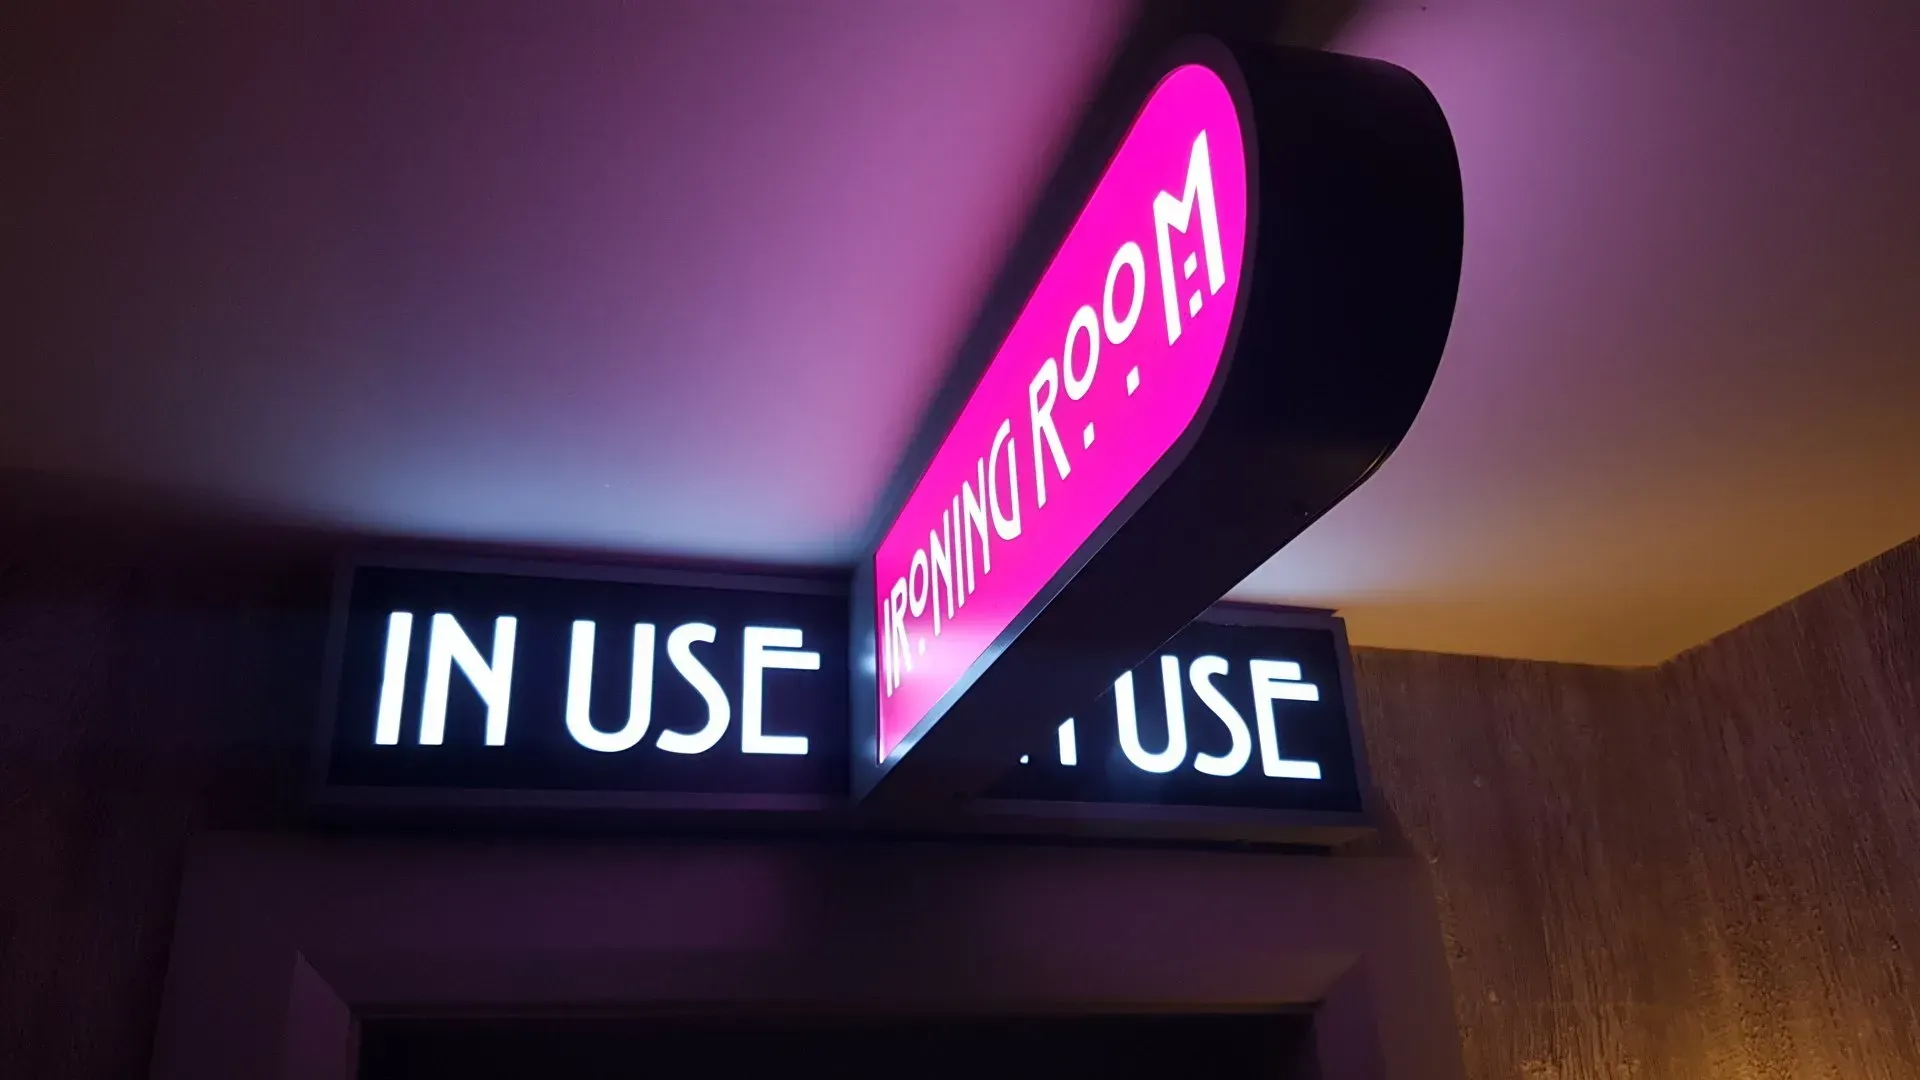 IRONING ROOM
IN USE
USE